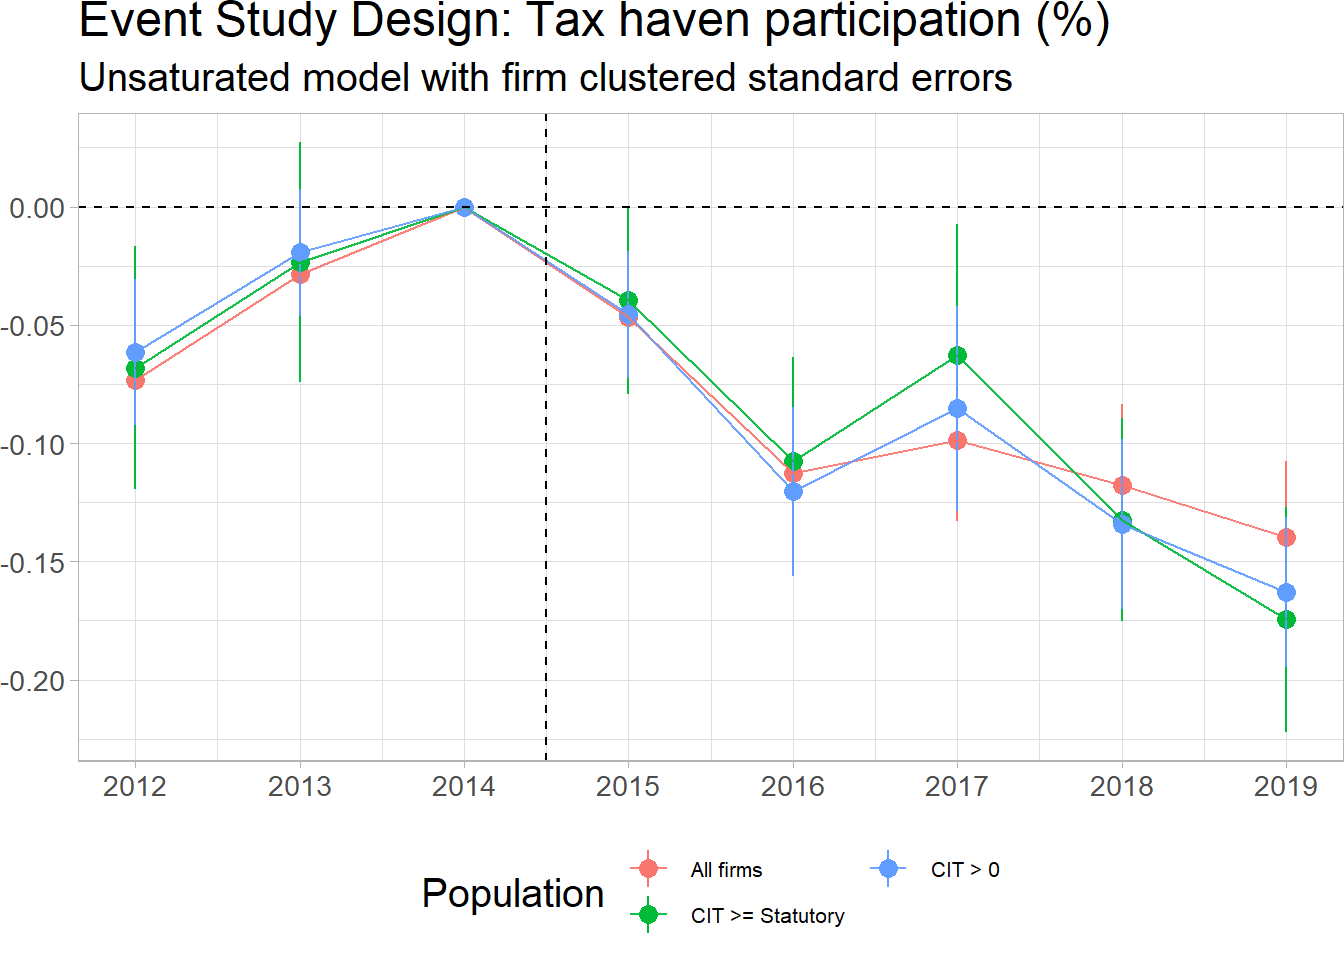 Event Study Design: Tax haven participation (%)
Unsaturated model with firm clustered standard errors
0.00
-0.05
-0.10
-0.15
-0.20
2012 2013 2014 2015 2016 2017 2018 2019
Population
All firms
CIT > 0
CIT >= Statutory